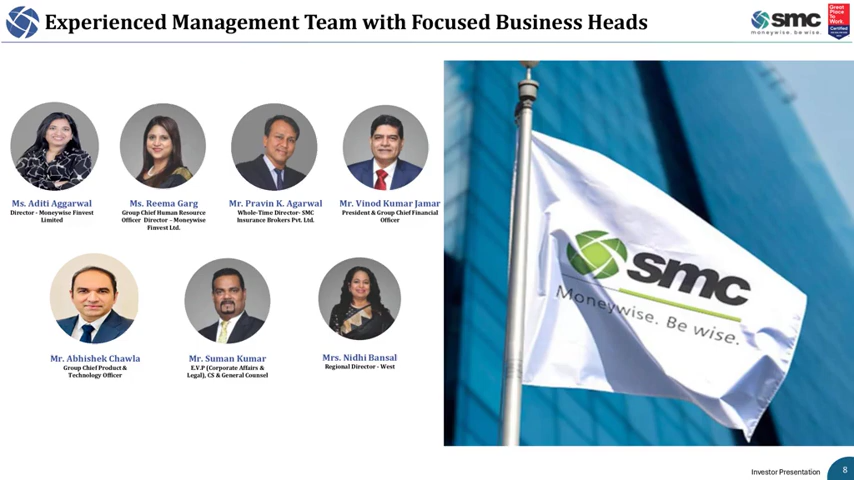 Experienced Management Team with Focused Business Heads
smc
moneywise. be wise.
Great
Place
To
Work.
Certified
Ms. Aditi Aggarwal
Director - Moneywise Finvest
Limited
Ms. Reema Garg
Group Chief Human Resource
Officer Director - Moneywise
Finvest Ltd.
Mr. Pravin K. Agarwal
Whole-Time Director- SMC
Insurance Brokers Pvt. Ltd.
Mr. Vinod Kumar Jamar
President & Group Chief Financial
Officer
Mr. Abhishek Chawla
Group Chief Product &
Technology Officer
Mr. Suman Kumar
E.V.P (Corporate Affairs &
Legal), CS & General Counsel
Mrs. Nidhi Bansal
Regional Director - West
smc
Moneywise. Be wise.
Investor Presentation
8